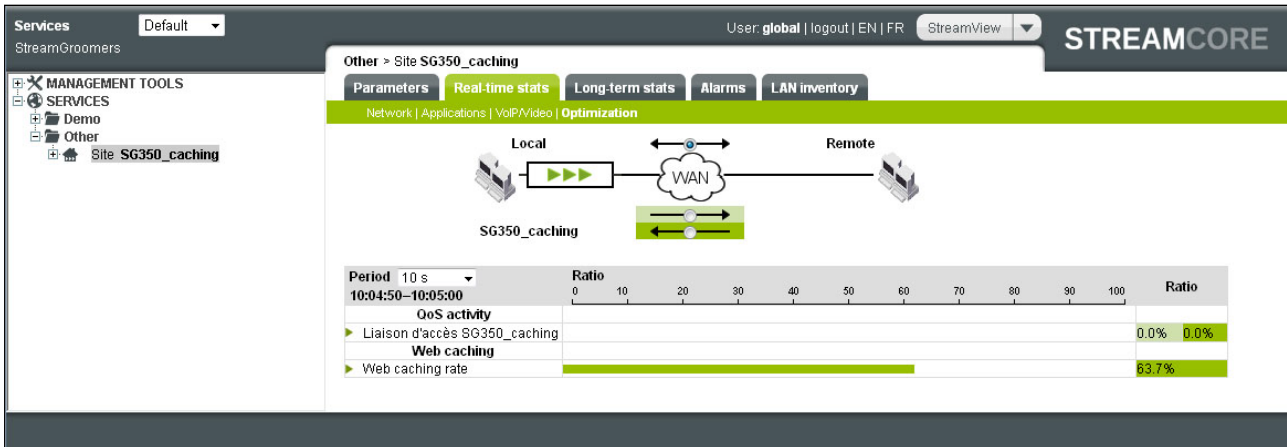 Services Default
User: global | logout | EN | FR StreamView
STREAMCORE
StreamGroomers
Other > Site SG350_caching
MANAGEMENT TOOLS
SERVICES
Demo
Other
Site SG350_caching
Parameters Real-time stats Long-term stats Alarms LAN inventory
Network | Applications | VoIP/Video | Optimization
Local Remote
WAN
SG350_caching
Period 10 s Ratio
0 10 20 30 40 50 60 70 80 90 100 Ratio
10:04:50–10:05:00
QoS activity
Liaison d'accès SG350_caching 0.0% 0.0%
Web caching
Web caching rate 63.7%